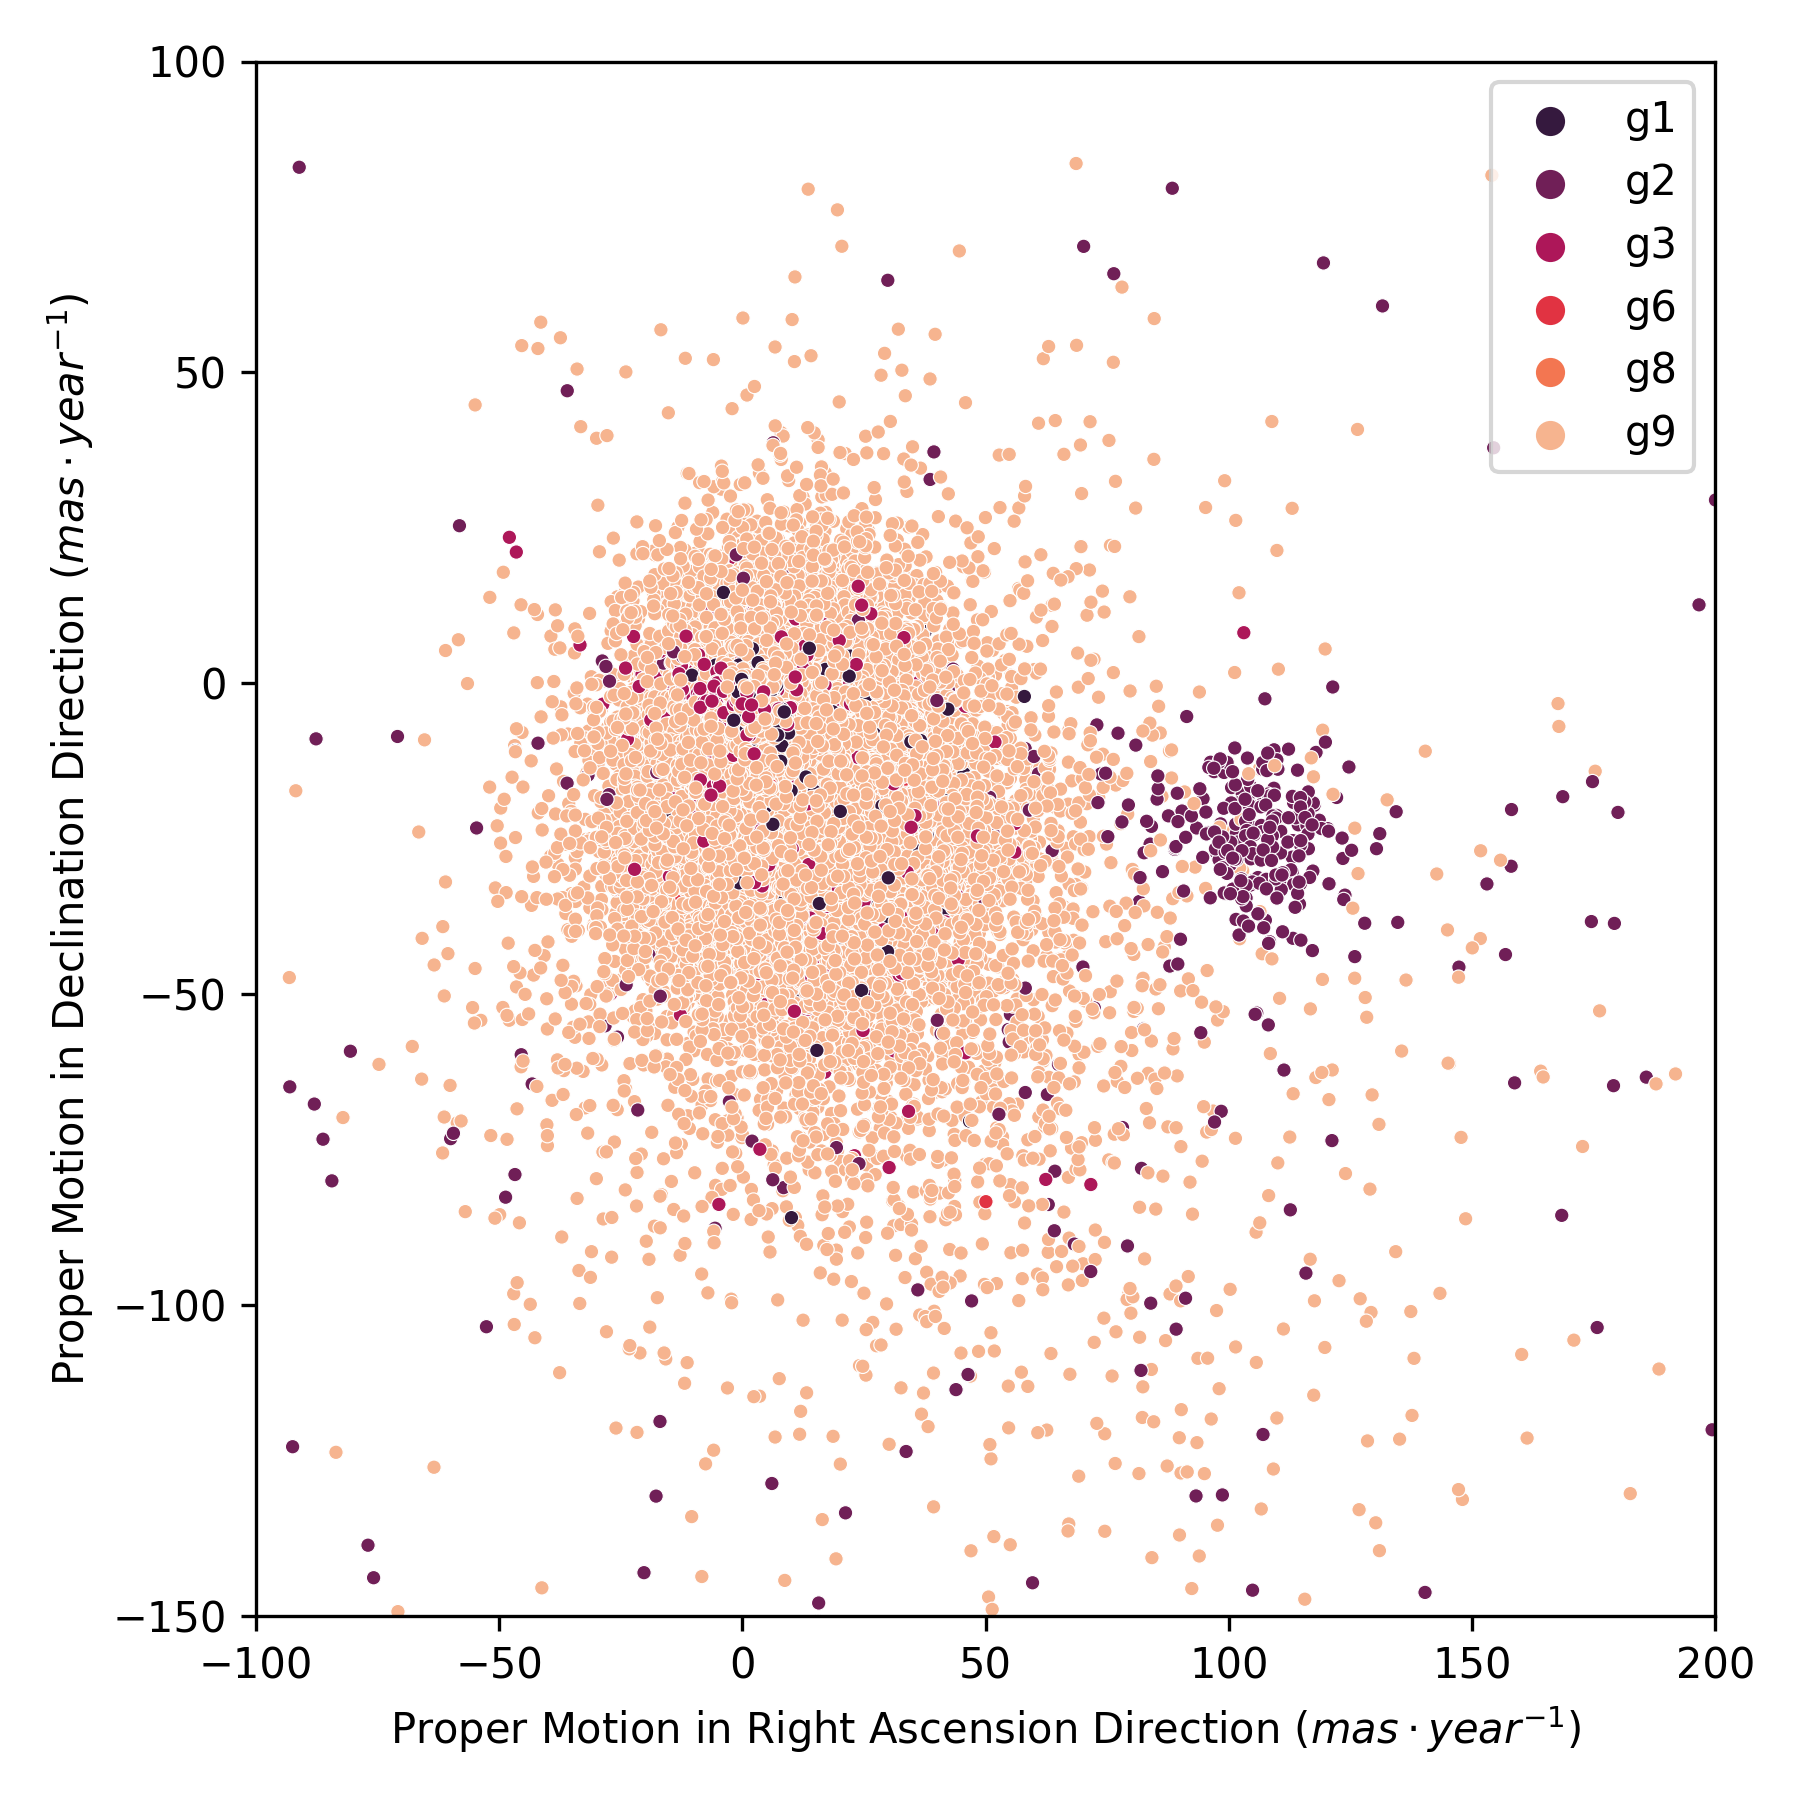 100
50
0
−50
−100
−150
−100
−50
0
50
100
150
200
Proper Motion in Declination Direction (mas · year⁻¹)
Proper Motion in Right Ascension Direction (mas · year⁻¹)
g1
g2
g3
g6
g8
g9